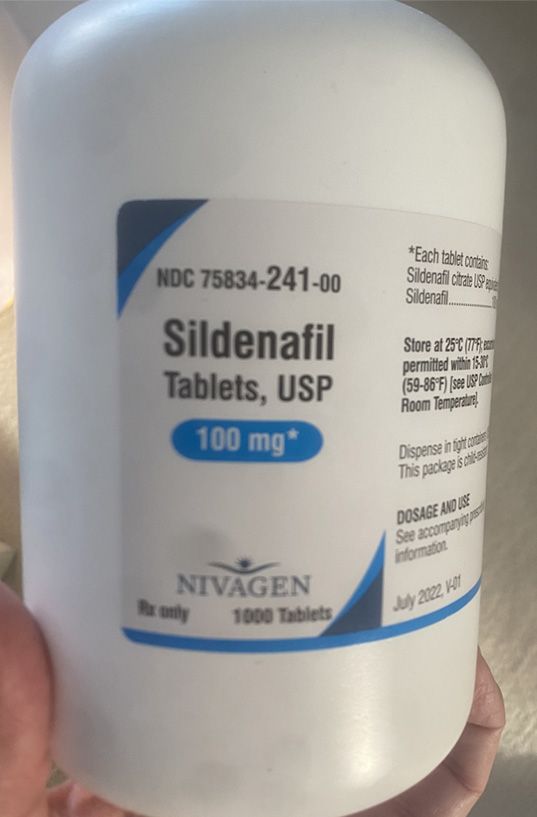 NDC 75834-241-00
Sildenafil
Tablets, USP
100 mg*
NIVAGEN
Rx only 1000 Tablets
*Each tablet contains:
Sildenafil citrate USP
Sildenafil
Store at 25°C (77°F);
permitted within 15-30°C
(59-86°F) [see USP
Room Temperature].
Dispense in tight
This package is
DOSAGE AND USE
See accompanying
information.
July 2022, V-01